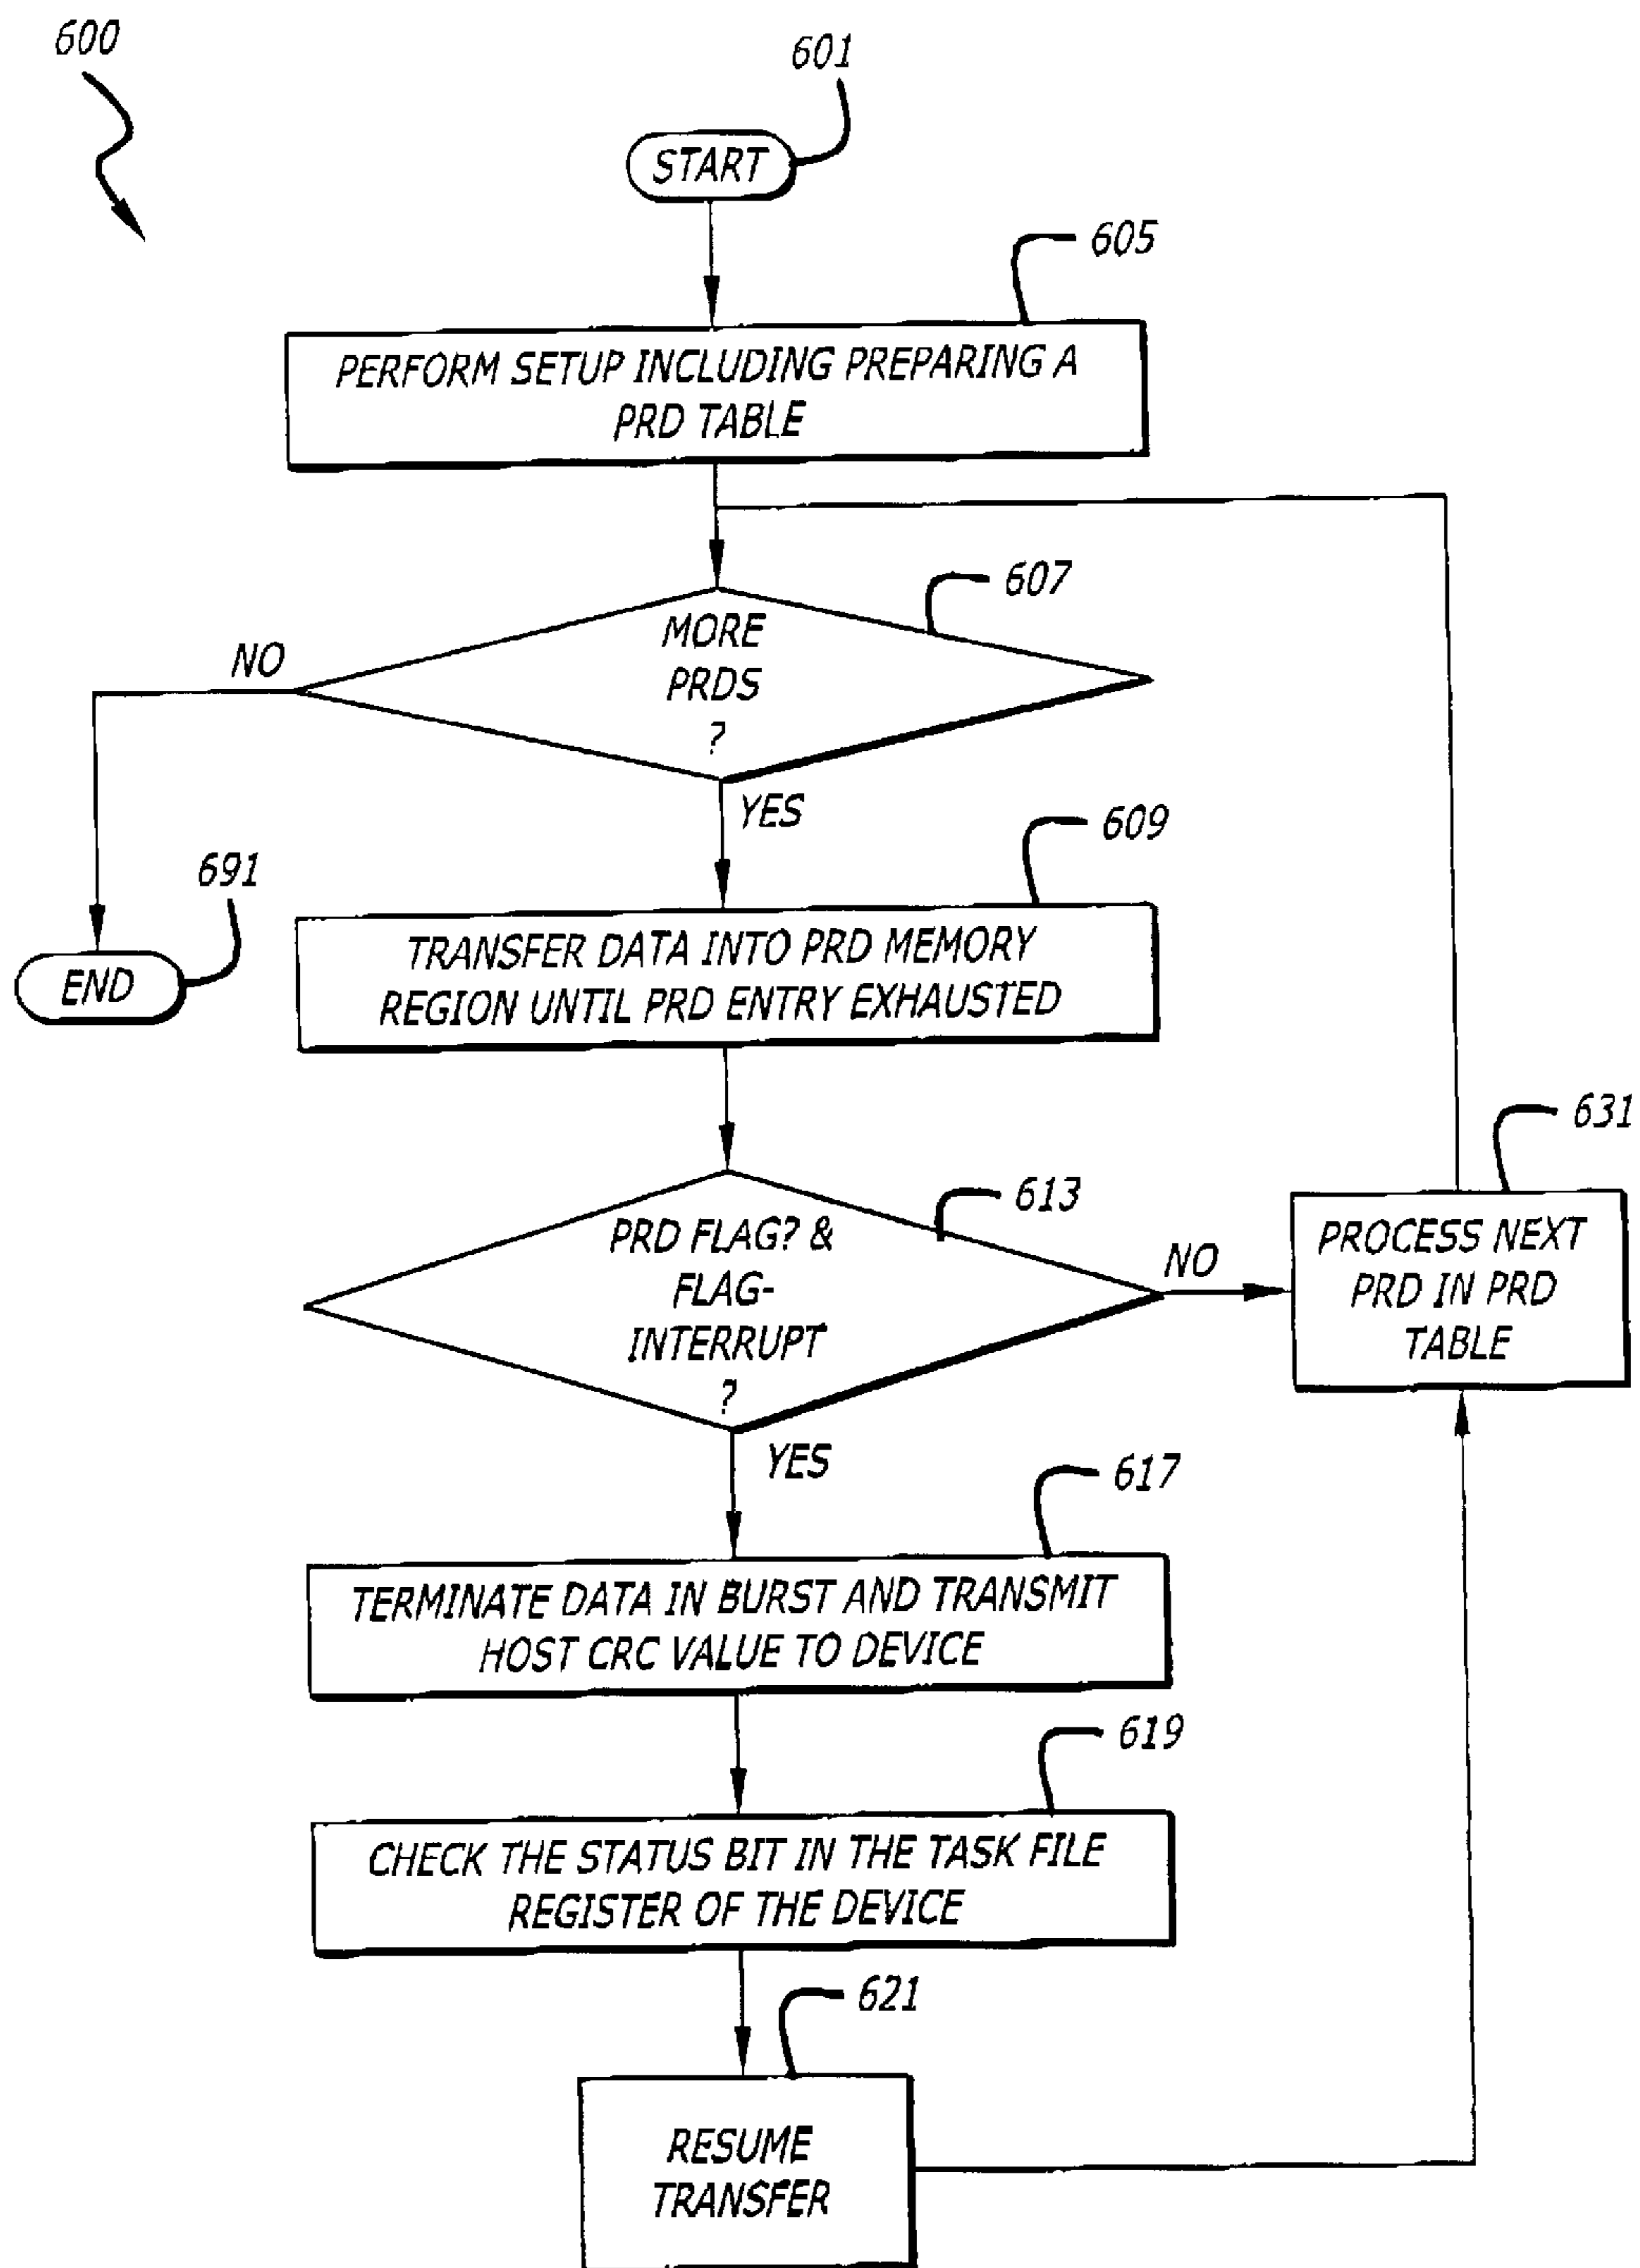 600
601
START
605
PERFORM SETUP INCLUDING PREPARING A
PRD TABLE
607
MORE
PRDS
?
NO
YES
609
691
END
TRANSFER DATA INTO PRD MEMORY
REGION UNTIL PRD ENTRY EXHAUSTED
631
613
PRD FLAG? &
FLAG-
INTERRUPT
?
NO
PROCESS NEXT
PRD IN PRD
TABLE
YES
617
TERMINATE DATA IN BURST AND TRANSMIT
HOST CRC VALUE TO DEVICE
619
CHECK THE STATUS BIT IN THE TASK FILE
REGISTER OF THE DEVICE
621
RESUME
TRANSFER